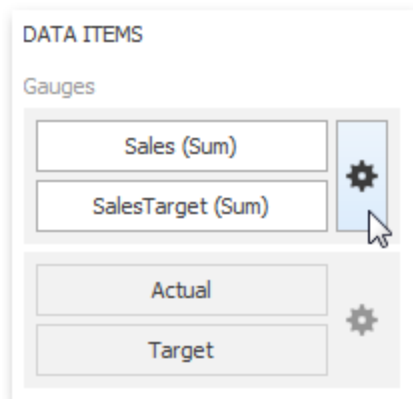 DATA ITEMS
Gauges
Sales (Sum)
SalesTarget (Sum)
Actual
Target